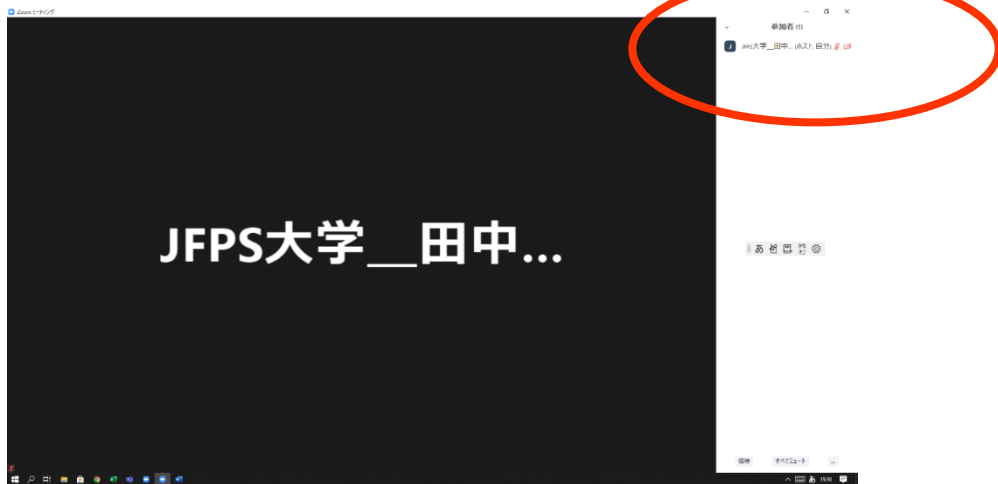 Zoom ミーティング
参加者 (1)
J JFPS大学__田中... (ホスト, 自分)
JFPS大学__田中...
あ
招待 すべてミュート ...
あ 15:50